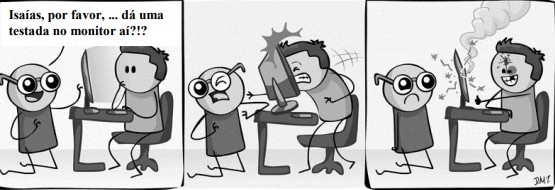 Isaías, por favor, ... dá uma
testada no monitor aí?!?